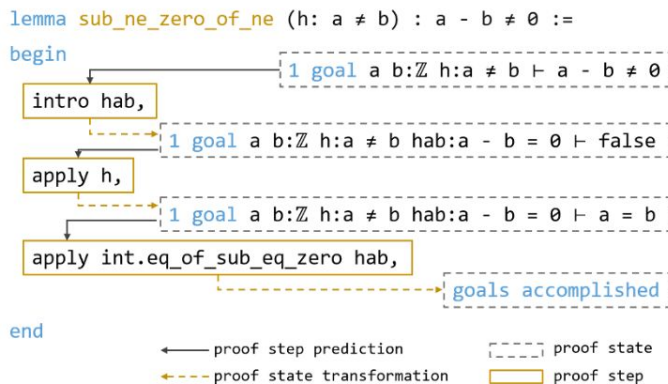 lemma sub_ne_zero_of_ne (h: a ≠ b) : a - b ≠ 0 :=
begin
1 goal a b:ℤ h:a ≠ b ⊢ a - b ≠ 0
intro hab,
1 goal a b:ℤ h:a ≠ b hab:a - b = 0 ⊢ false
apply h,
1 goal a b:ℤ h:a ≠ b hab:a - b = 0 ⊢ a = b
apply int.eq_of_sub_eq_zero hab,
goals accomplished
end
proof step prediction
proof state
proof state transformation
proof step